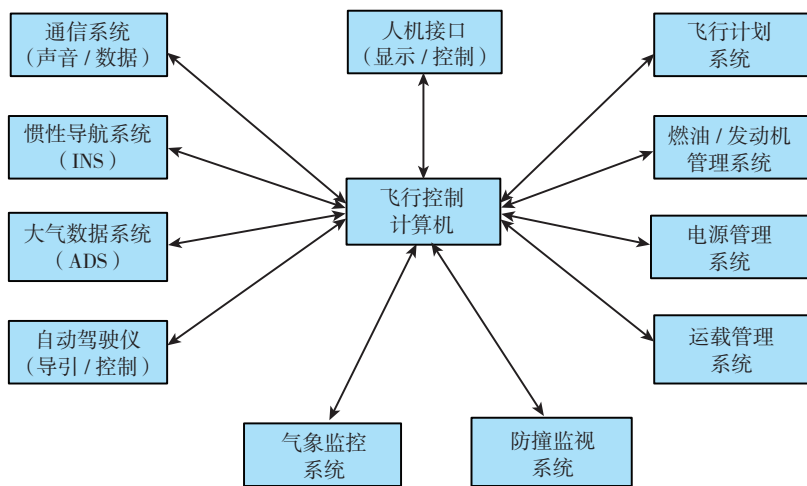 通信系统
（声音 / 数据）
人机接口
（显示 / 控制）
飞行计划
系统
惯性导航系统
（INS）
燃油 / 发动机
管理系统
飞行控制
计算机
大气数据系统
（ADS）
电源管理
系统
自动驾驶仪
（导引 / 控制）
运载管理
系统
气象监控
系统
防撞监视
系统